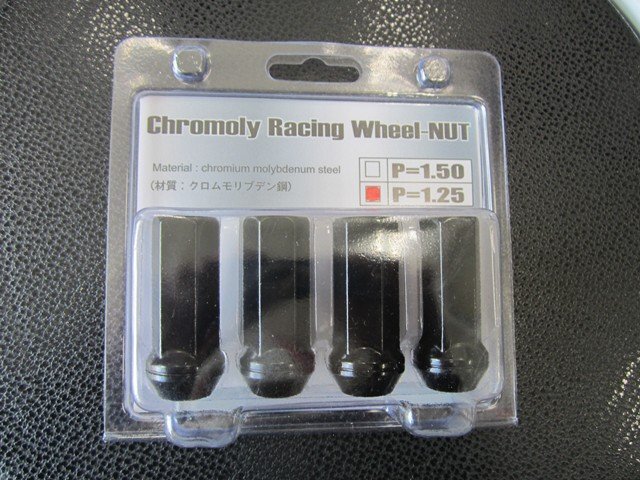 Chromoly Racing Wheel-NUT
Material : chromium molybdenum steel
(材質：クロムモリブデン鋼)
P=1.50
P=1.25